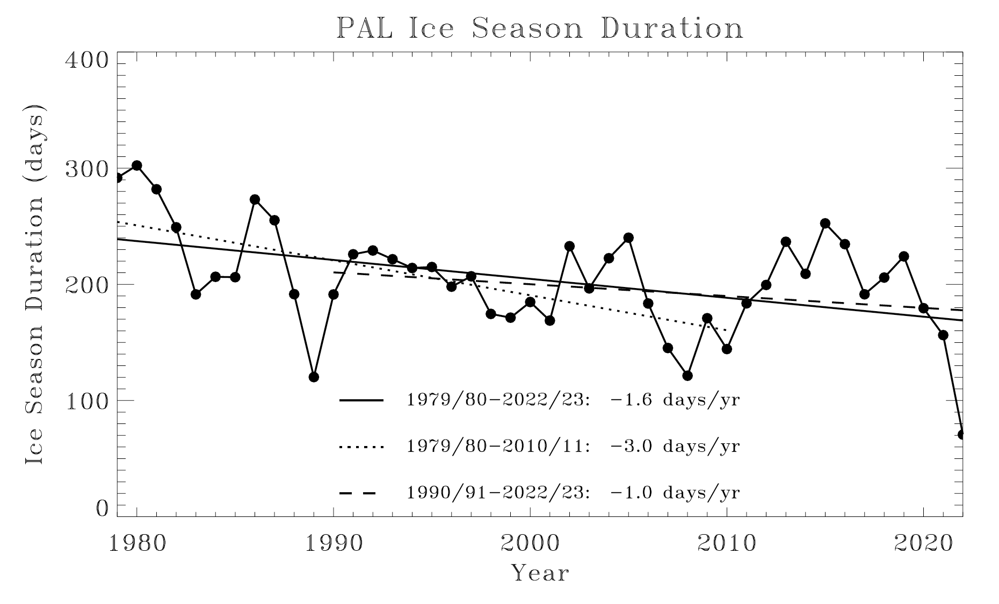 PAL Ice Season Duration
Ice Season Duration (days)
400
300
200
100
0
1979/80-2022/23: -1.6 days/yr
1979/80-2010/11: -3.0 days/yr
1990/91-2022/23: -1.0 days/yr
1980 1990 2000 2010 2020
Year